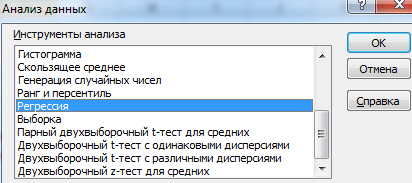 Анализ данных
Инструменты анализа
Гистограмма
Скользящее среднее
Генерация случайных чисел
Ранг и персентиль
Регрессия
Выборка
Парный двухвыборочный t-тест для средних
Двухвыборочный t-тест с одинаковыми дисперсиями
Двухвыборочный t-тест с различными дисперсиями
Двухвыборочный z-тест для средних
OK
Отмена
Справка